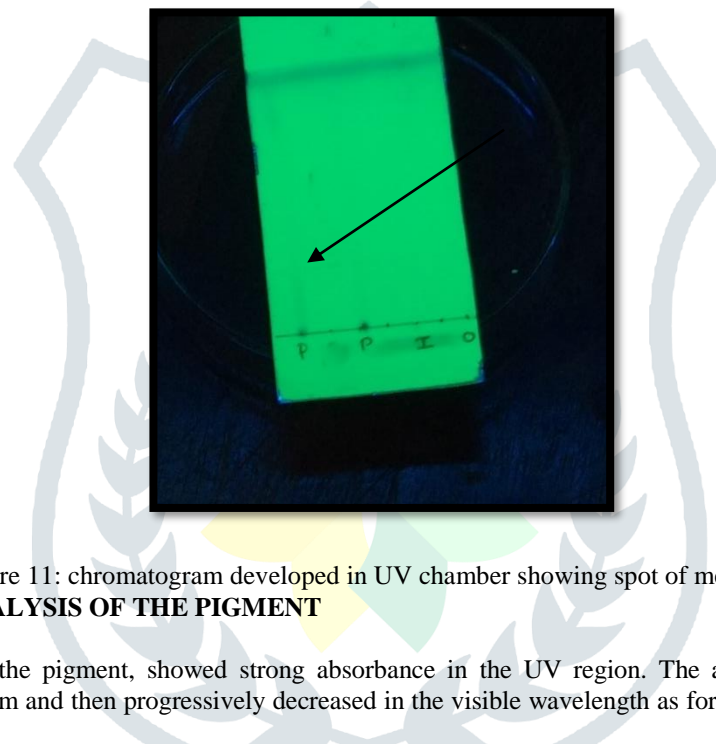 P P I O
re 11: chromatogram developed in UV chamber showing spot of me
ALYSIS OF THE PIGMENT
the pigment, showed strong absorbance in the UV region. The a
m and then progressively decreased in the visible wavelength as for